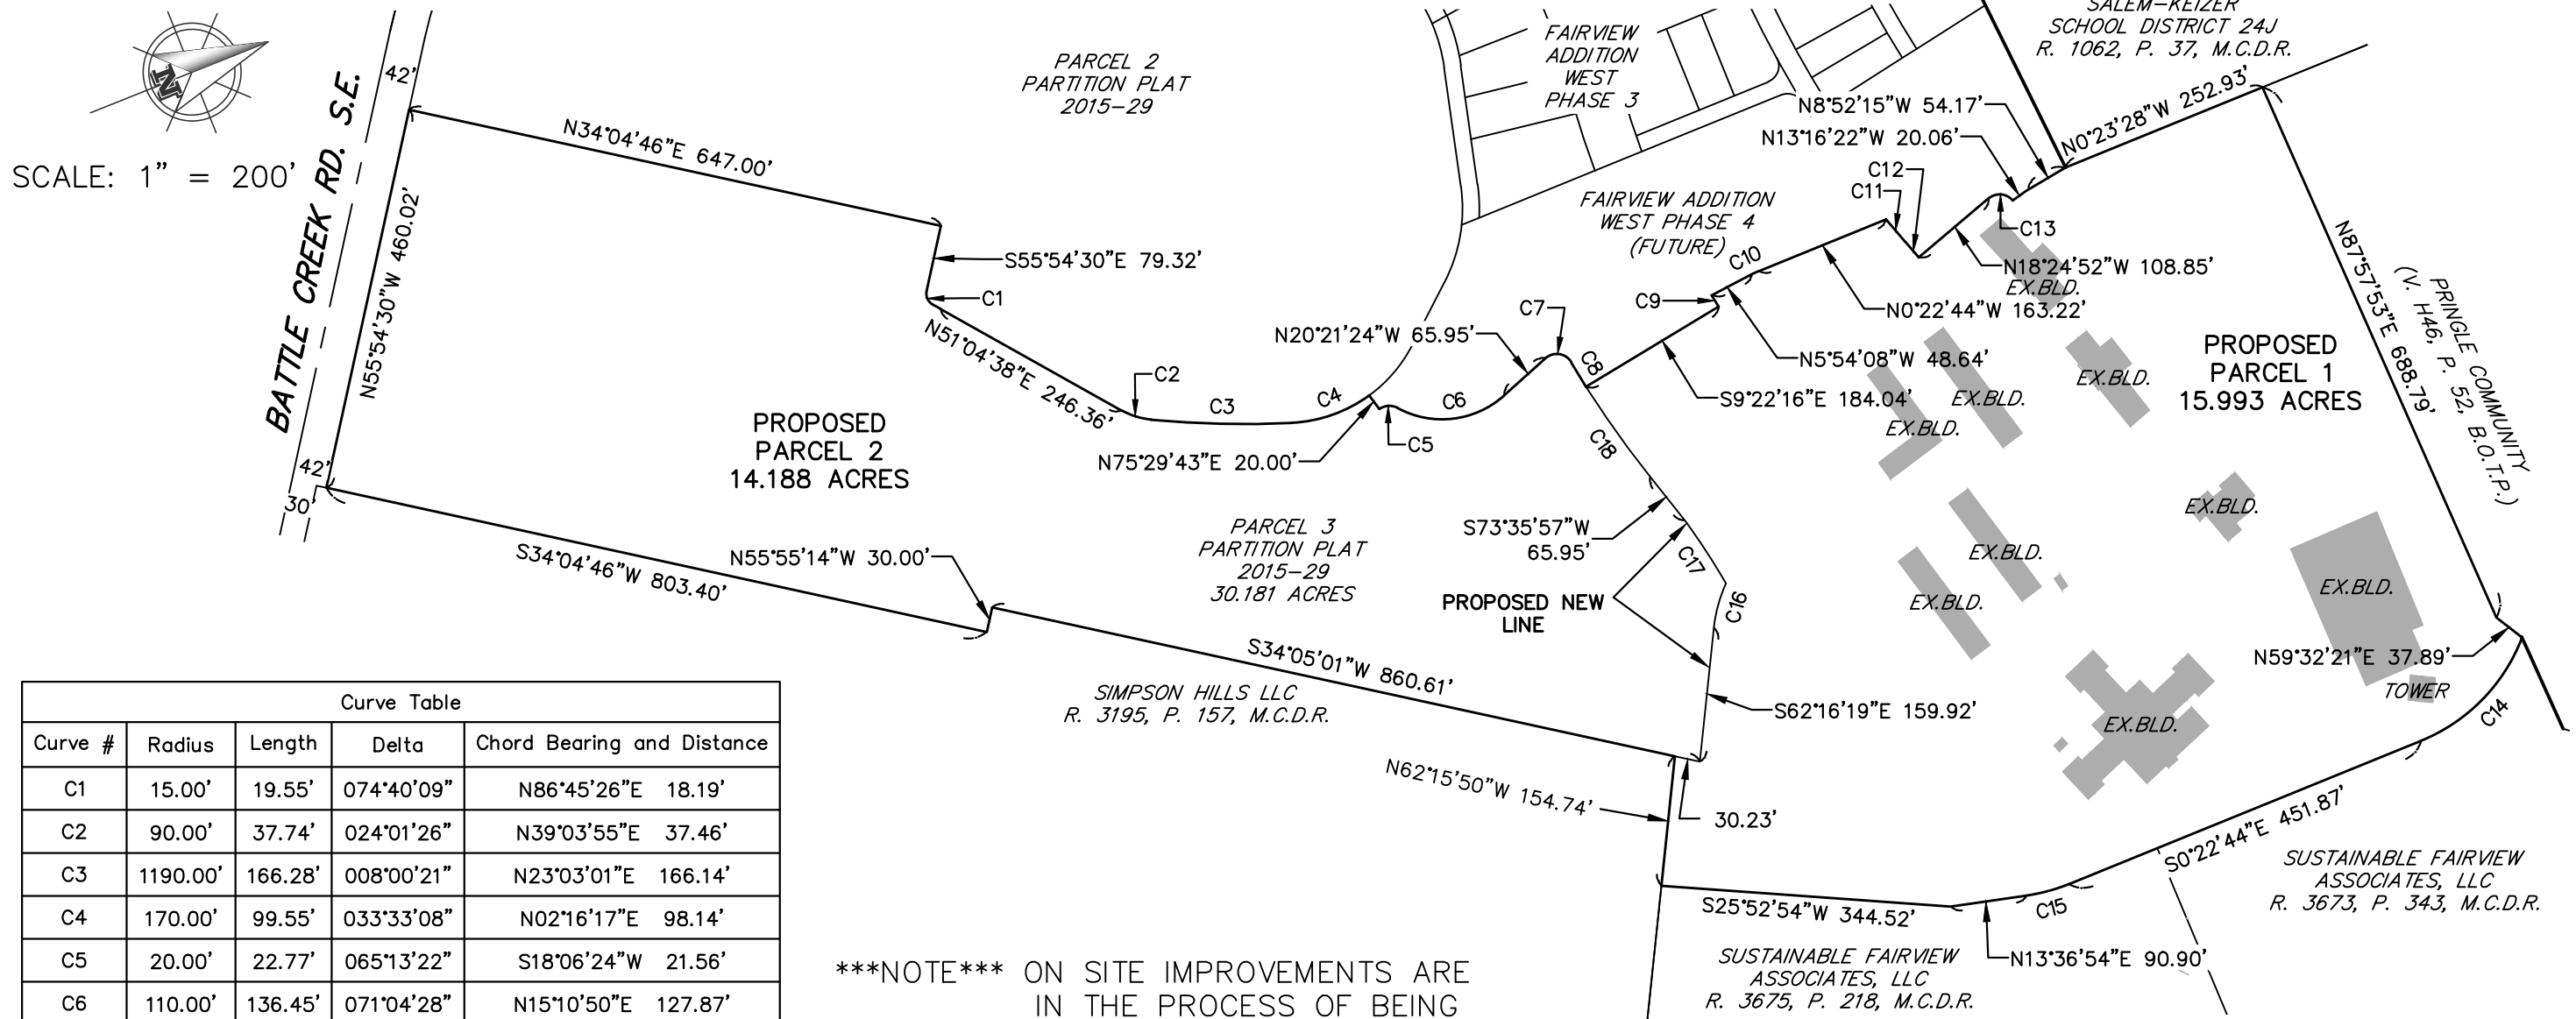 N
SCALE: 1” = 200’
BATTLE CREEK RD. S.E.
42’
42’
30’
N55°54’30”W 460.02’
N34°04’46”E 647.00’
S55°54’30”E 79.32’
C1
N51°04’38”E 246.36’
C2
C3
C4
PARCEL 2
PARTITION PLAT
2015–29
FAIRVIEW
ADDITION
WEST
PHASE 3
SALEM–KEIZER
SCHOOL DISTRICT 24J
R. 1062, P. 37, M.C.D.R.
N8°52’15”W 54.17’
N0°23’28”W 252.93’
N13°16’22”W 20.06’
C12
C11
C13
FAIRVIEW ADDITION
WEST PHASE 4
(FUTURE)
C10
N18°24’52”W 108.85’
EX.BLD.
N0°22’44”W 163.22’
C9
C7
N20°21’24”W 65.95’
N5°54’08”W 48.64’
C8
S9°22’16”E 184.04’
C6
C5
N75°29’43”E 20.00’
C18
EX.BLD.
EX.BLD.
EX.BLD.
PROPOSED
PARCEL 1
15.993 ACRES
N87°57’53”E 688.79’
PRINGLE COMMUNITY
(V. H46, P. 52, B.O.T.P.)
PROPOSED
PARCEL 2
14.188 ACRES
S34°04’46”W 803.40’
N55°55’14”W 30.00’
PARCEL 3
PARTITION PLAT
2015–29
30.181 ACRES
S73°35’57”W
65.95’
C17
PROPOSED NEW
LINE
C16
EX.BLD.
EX.BLD.
EX.BLD.
EX.BLD.
N59°32’21”E 37.89’
TOWER
EX.BLD.
C14
S34°05’01”W 860.61’
SIMPSON HILLS LLC
R. 3195, P. 157, M.C.D.R.
S62°16’19”E 159.92’
N62°15’50”W 154.74’
30.23’
S0°22’44”E 451.87’
S25°52’54”W 344.52’
C15
N13°36’54”E 90.90’
SUSTAINABLE FAIRVIEW
ASSOCIATES, LLC
R. 3673, P. 343, M.C.D.R.
SUSTAINABLE FAIRVIEW
ASSOCIATES, LLC
R. 3675, P. 218, M.C.D.R.
Curve Table
Curve # Radius Length Delta Chord Bearing and Distance
C1 15.00’ 19.55’ 074°40’09” N86°45’26”E 18.19’
C2 90.00’ 37.74’ 024°01’26” N39°03’55”E 37.46’
C3 1190.00’ 166.28’ 008°00’21” N23°03’01”E 166.14’
C4 170.00’ 99.55’ 033°33’08” N02°16’17”E 98.14’
C5 20.00’ 22.77’ 065°13’22” S18°06’24”W 21.56’
C6 110.00’ 136.45’ 071°04’28” N15°10’50”E 127.87’
***NOTE*** ON SITE IMPROVEMENTS ARE
IN THE PROCESS OF BEING